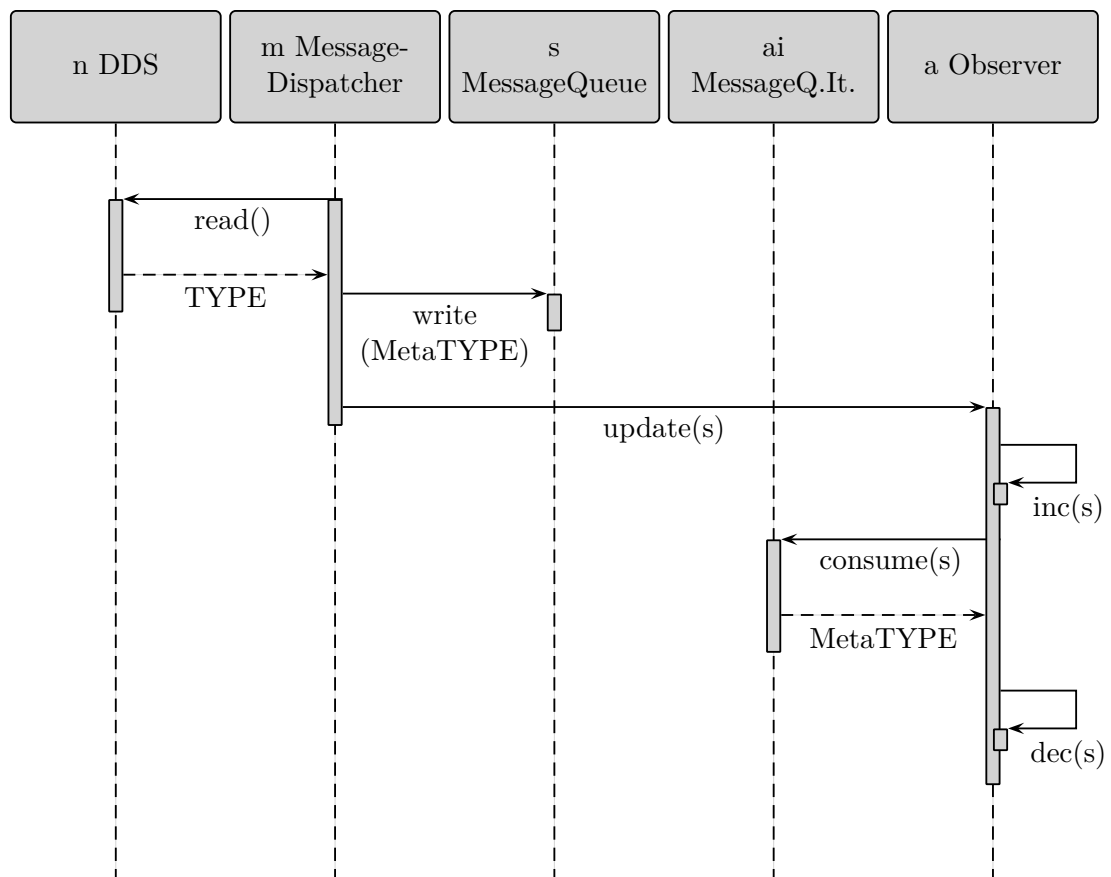 n DDS
m Message-
Dispatcher
s
MessageQueue
ai
MessageQ.It.
a Observer
read()
TYPE
write
(MetaTYPE)
update(s)
inc(s)
consume(s)
MetaTYPE
dec(s)